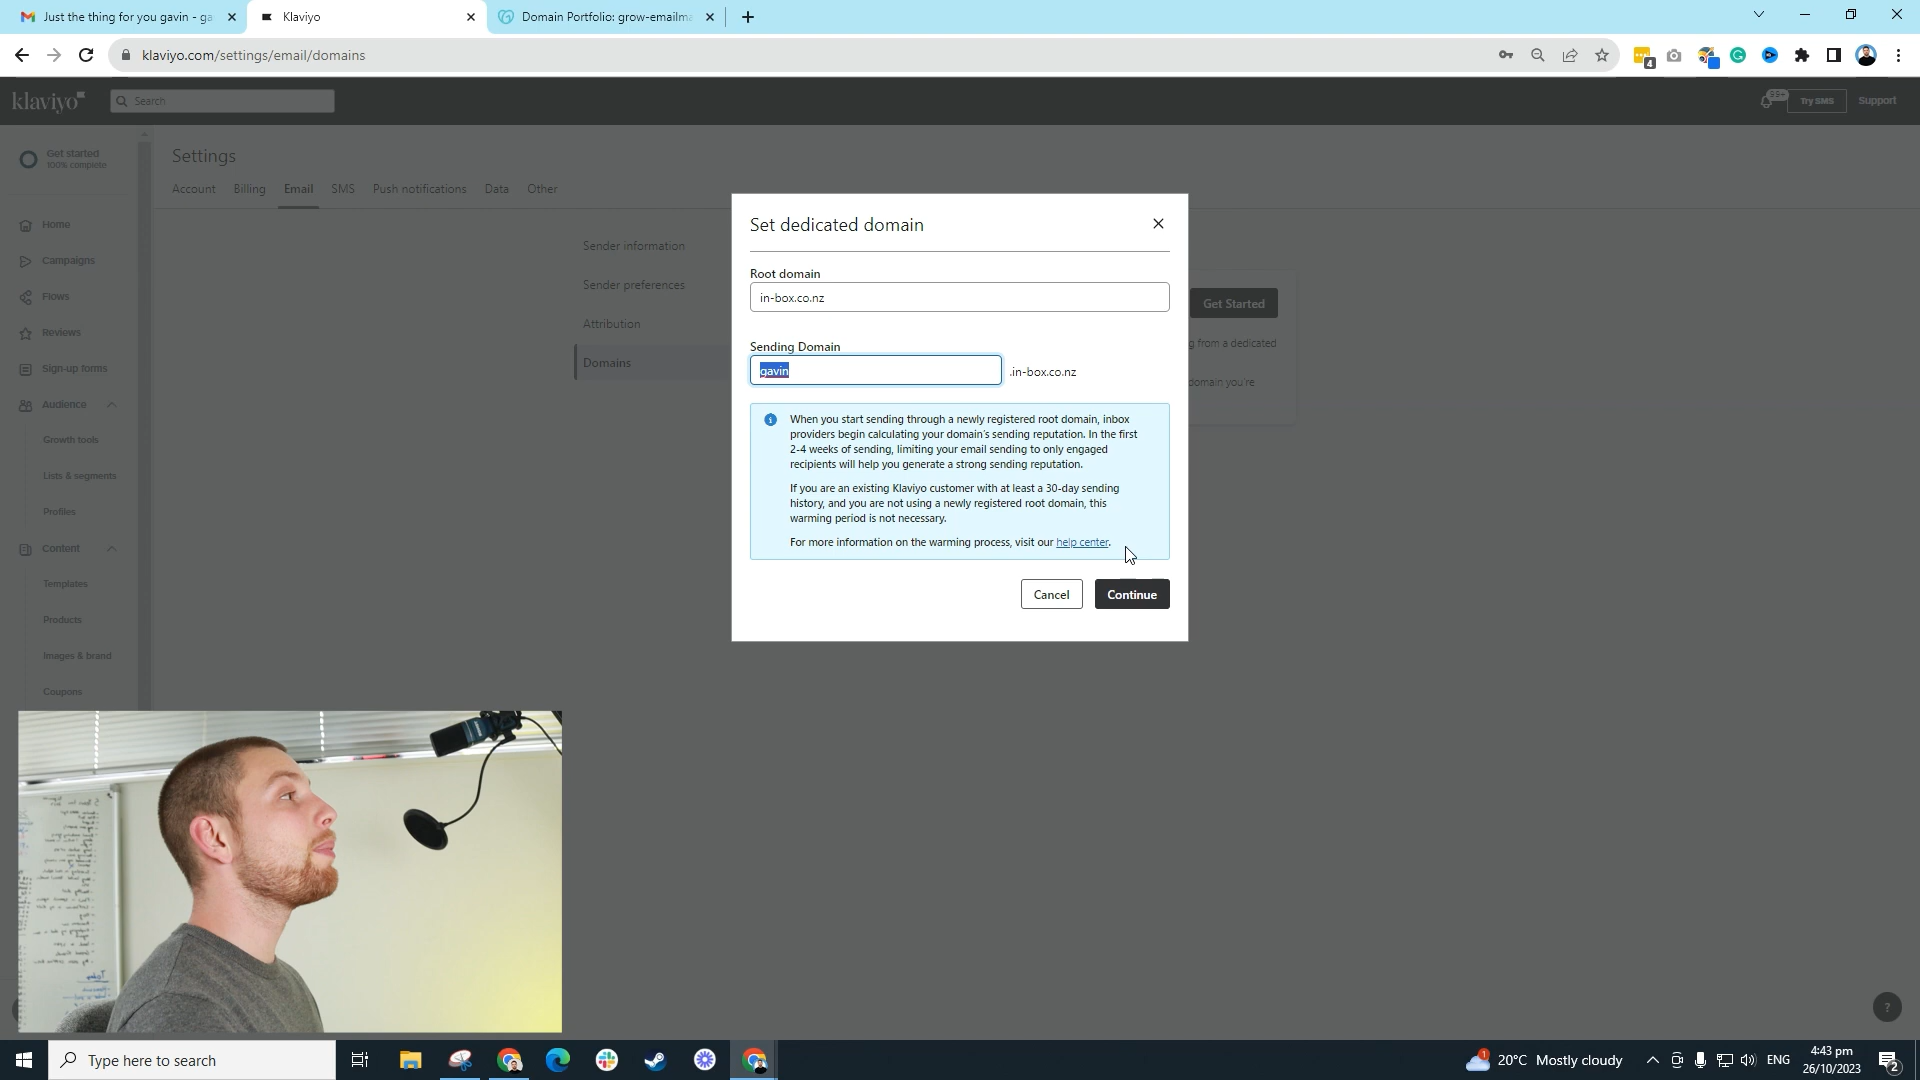 Just the thing for you gavin - ga
Klaviyo
Domain Portfolio: grow-emailma
klaviyo.com/settings/email/domains
4
klaviyo
Search
99+
Try SMS
Support
Get started
100% complete
Settings
Account
Billing
Email
SMS
Push notifications
Data
Other
Home
Campaigns
Flows
Reviews
Sign-up forms
Audience
Growth tools
Lists & segments
Profiles
Content
Templates
Products
Images & brand
Coupons
Sender information
Sender preferences
Attribution
Domains
Get Started
g from a dedicated
domain you're
Set dedicated domain
Root domain
in-box.co.nz
Sending Domain
gavin
.in-box.co.nz
When you start sending through a newly registered root domain, inbox
providers begin calculating your domain's sending reputation. In the first
2-4 weeks of sending, limiting your email sending to only engaged
recipients will help you generate a strong sending reputation.
If you are an existing Klaviyo customer with at least a 30-day sending
history, and you are not using a newly registered root domain, this
warming period is not necessary.
For more information on the warming process, visit our help center.
Cancel
Continue
?
Type here to search
1
20°C Mostly cloudy
ENG
4:43 pm
26/10/2023
2